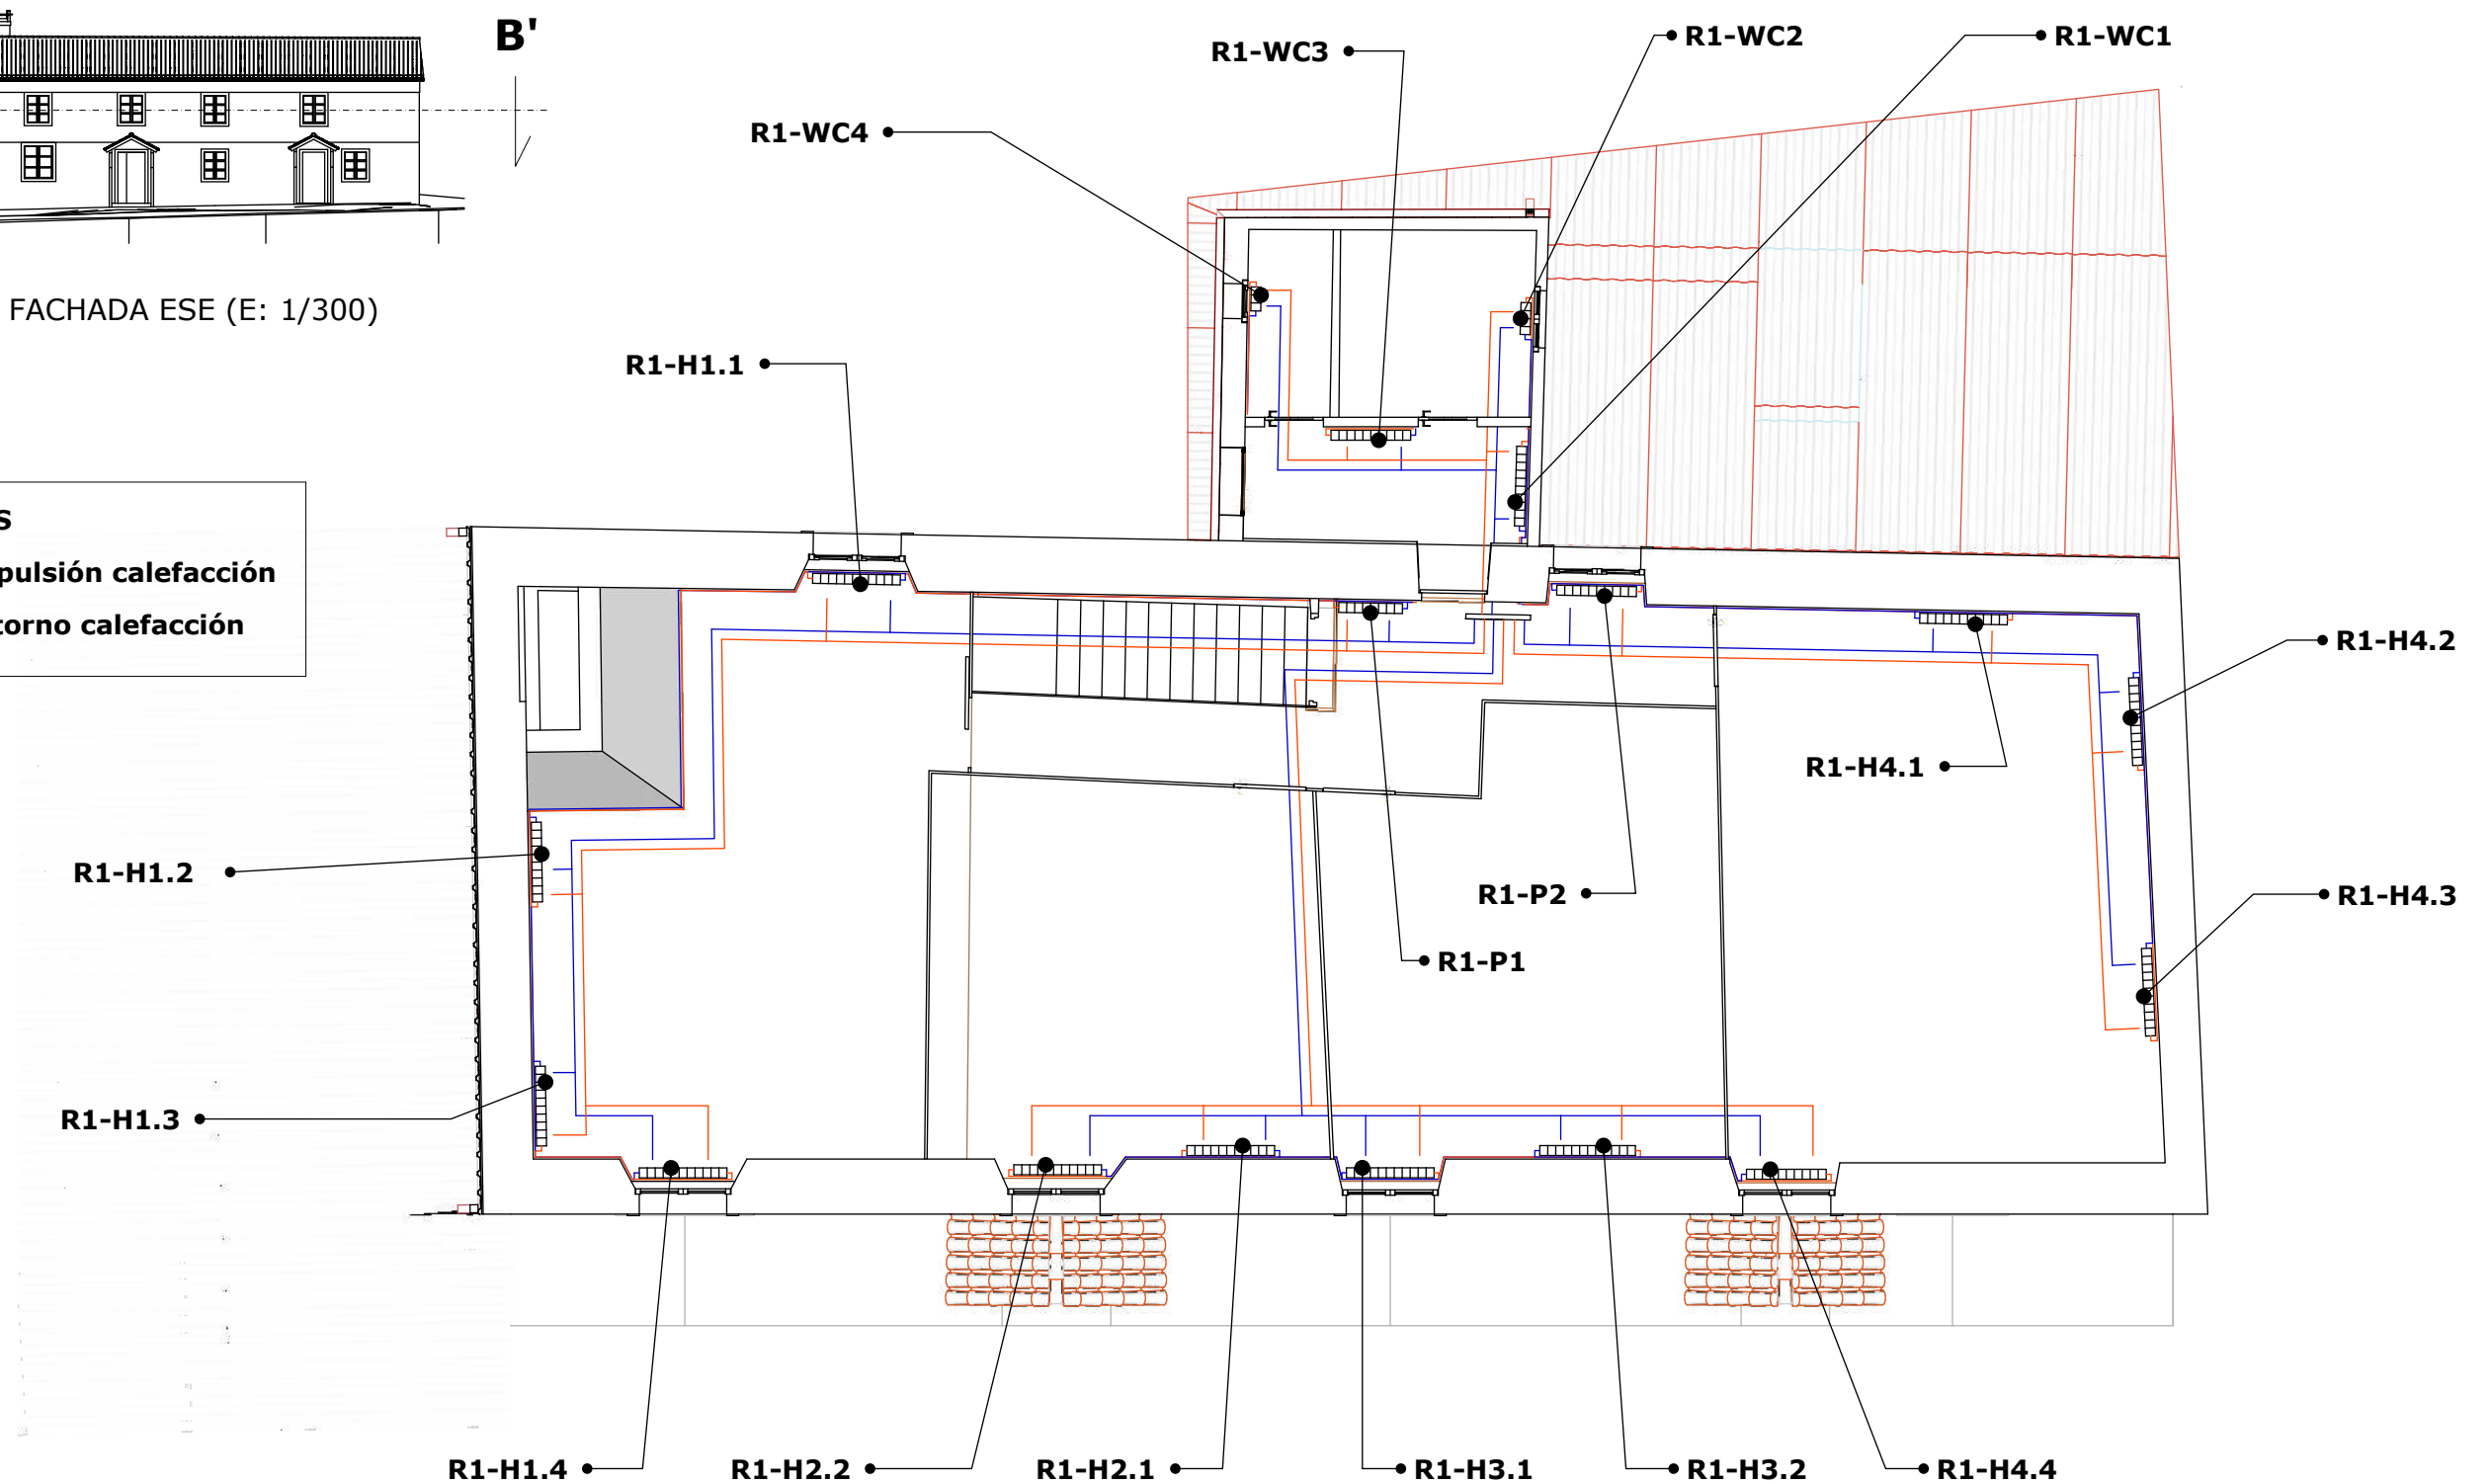 B'
R1-WC3
R1-WC2
R1-WC1
R1-WC4
FACHADA ESE (E: 1/300)
R1-H1.1
S
pulsión calefacción
torno calefacción
R1-H4.2
R1-H4.1
R1-H1.2
R1-P2
R1-H4.3
R1-P1
R1-H1.3
R1-H1.4
R1-H2.2
R1-H2.1
R1-H3.1
R1-H3.2
R1-H4.4